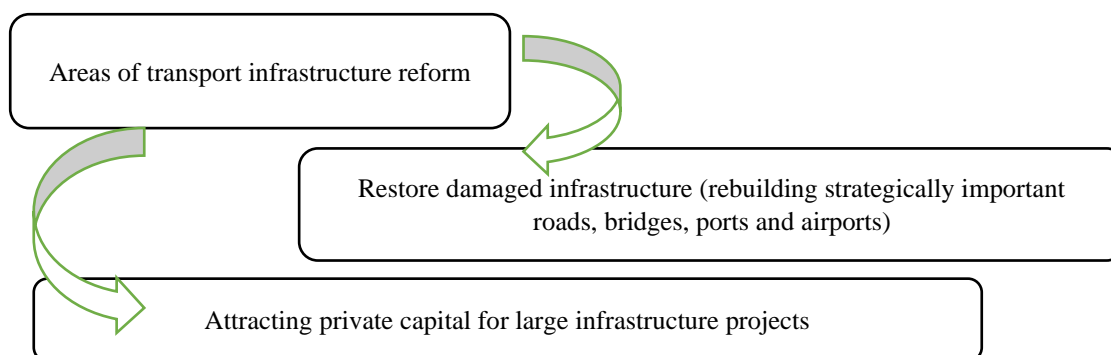 Areas of transport infrastructure reform
Restore damaged infrastructure (rebuilding strategically important
roads, bridges, ports and airports)
Attracting private capital for large infrastructure projects